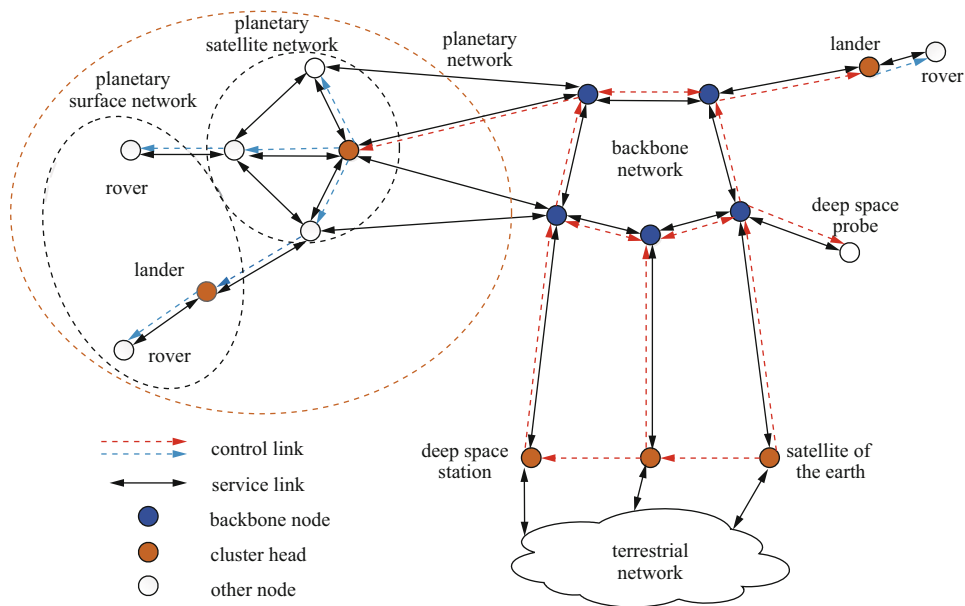 planetary
satellite network
planetary
network
lander
rover
planetary
surface network
rover
backbone
network
deep space
probe
lander
rover
control link
service link
backbone node
cluster head
other node
deep space
station
satellite of
the earth
terrestrial
network